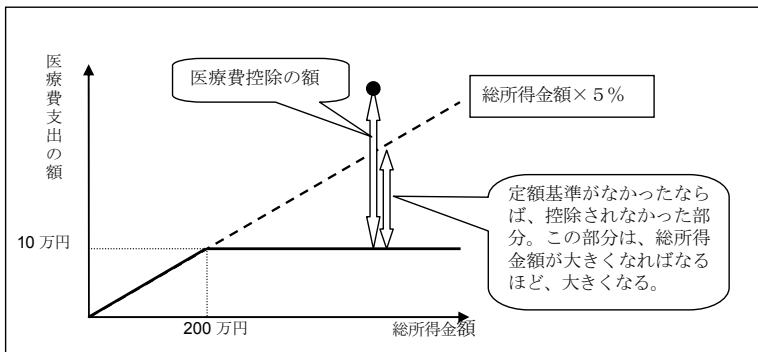 医療費支出の額
医療費控除の額
総所得金額×５％
定額基準がなかったなら
ば、控除されなかった部
分。この部分は、総所得
金額が大きくなればなる
ほど、大きくなる。
10 万円
200 万円
総所得金額